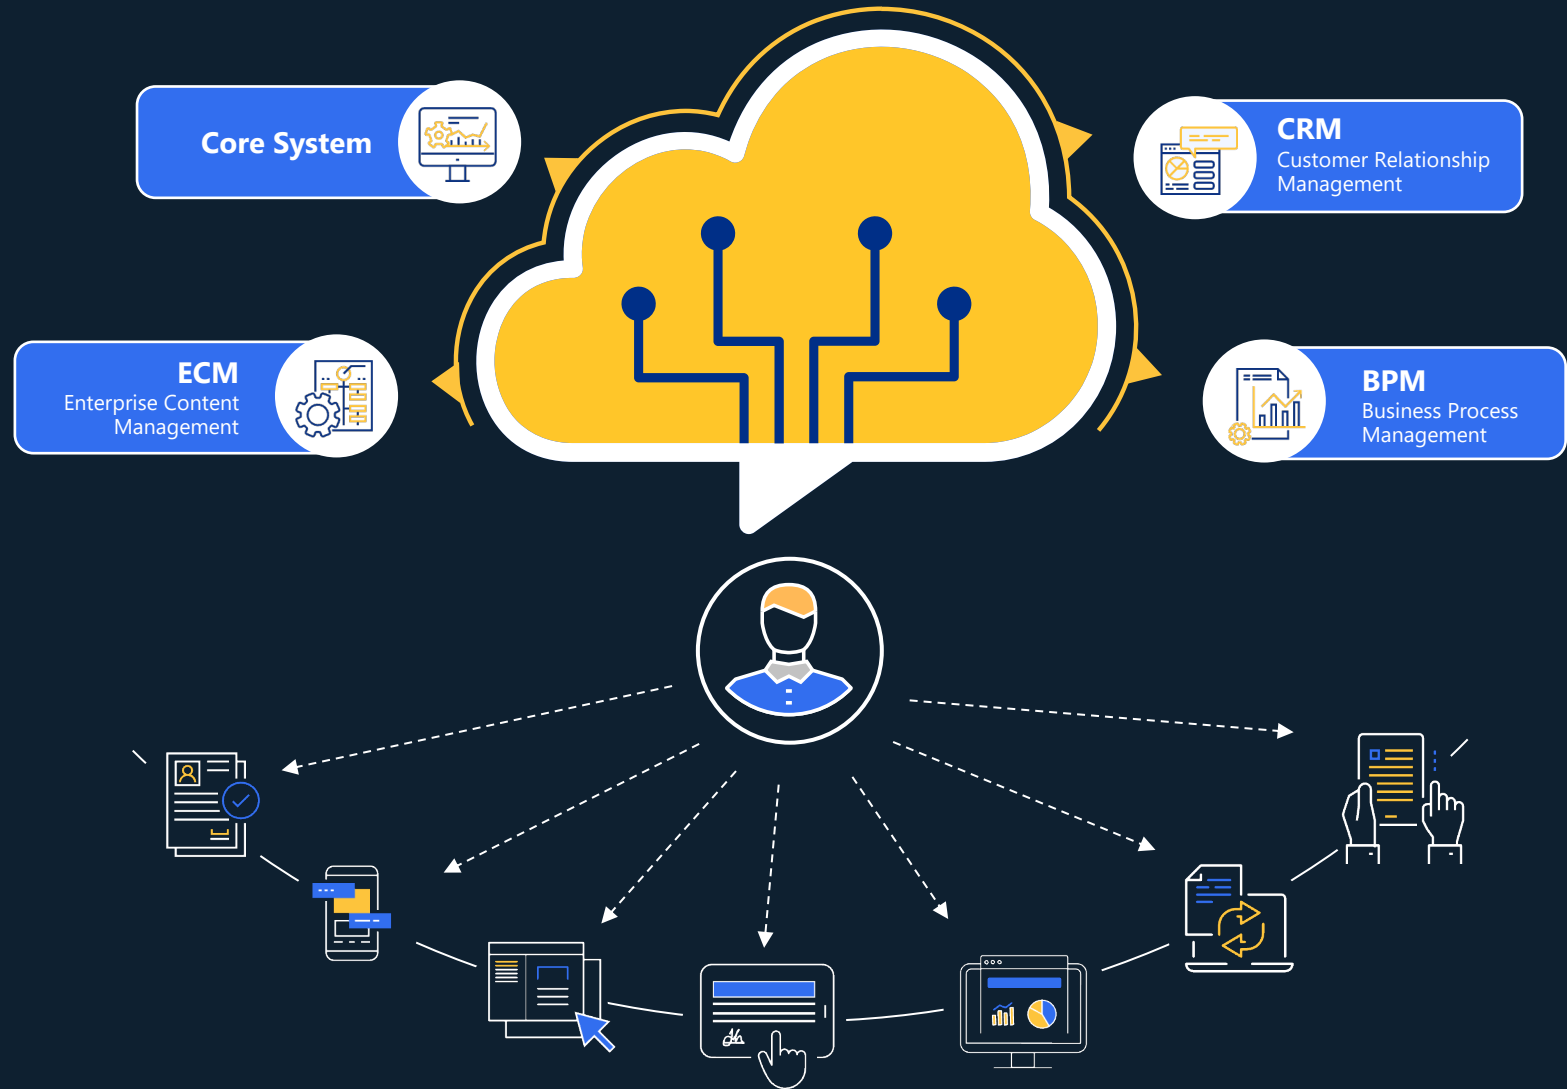 Core System
CRM
Customer Relationship
Management
ECM
Enterprise Content
Management
BPM
Business Process
Management